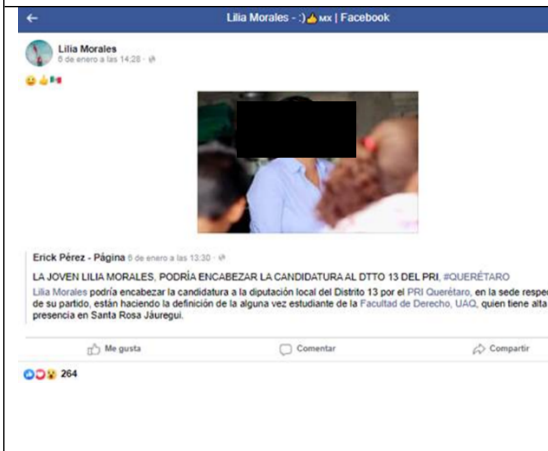 Lilia Morales - :)👍 MX | Facebook
Lilia Morales
6 de enero a las 14:28 ·
Erick Pérez - Página 6 de enero a las 13:30 ·
LA JOVEN LILIA MORALES, PODRÍA ENCABEZAR LA CANDIDATURA AL DTTO 13 DEL PRI, #QUERÉTARO
Lilia Morales podría encabezar la candidatura a la diputación local del Distrito 13 por el PRI Querétaro, en la sede respe
de su partido, están haciendo la definición de la alguna vez estudiante de la Facultad de Derecho, UAQ, quien tiene alta
presencia en Santa Rosa Jáuregui.
Me gusta
Comentar
Compartir
264